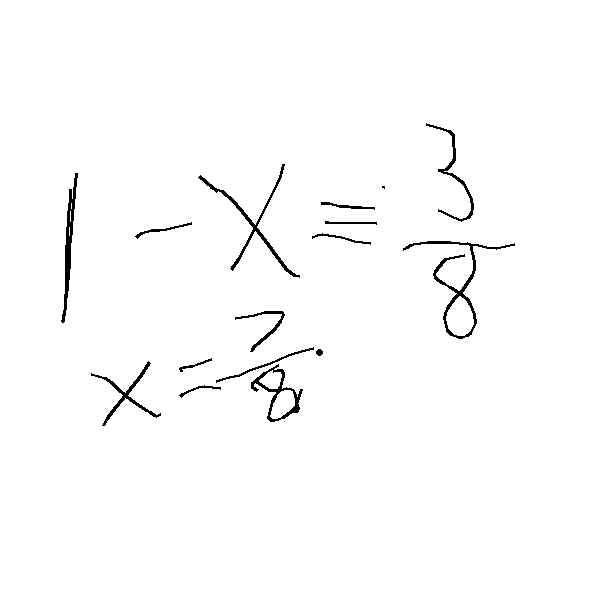 1 - x ≡ 3/8
x = 7/8.